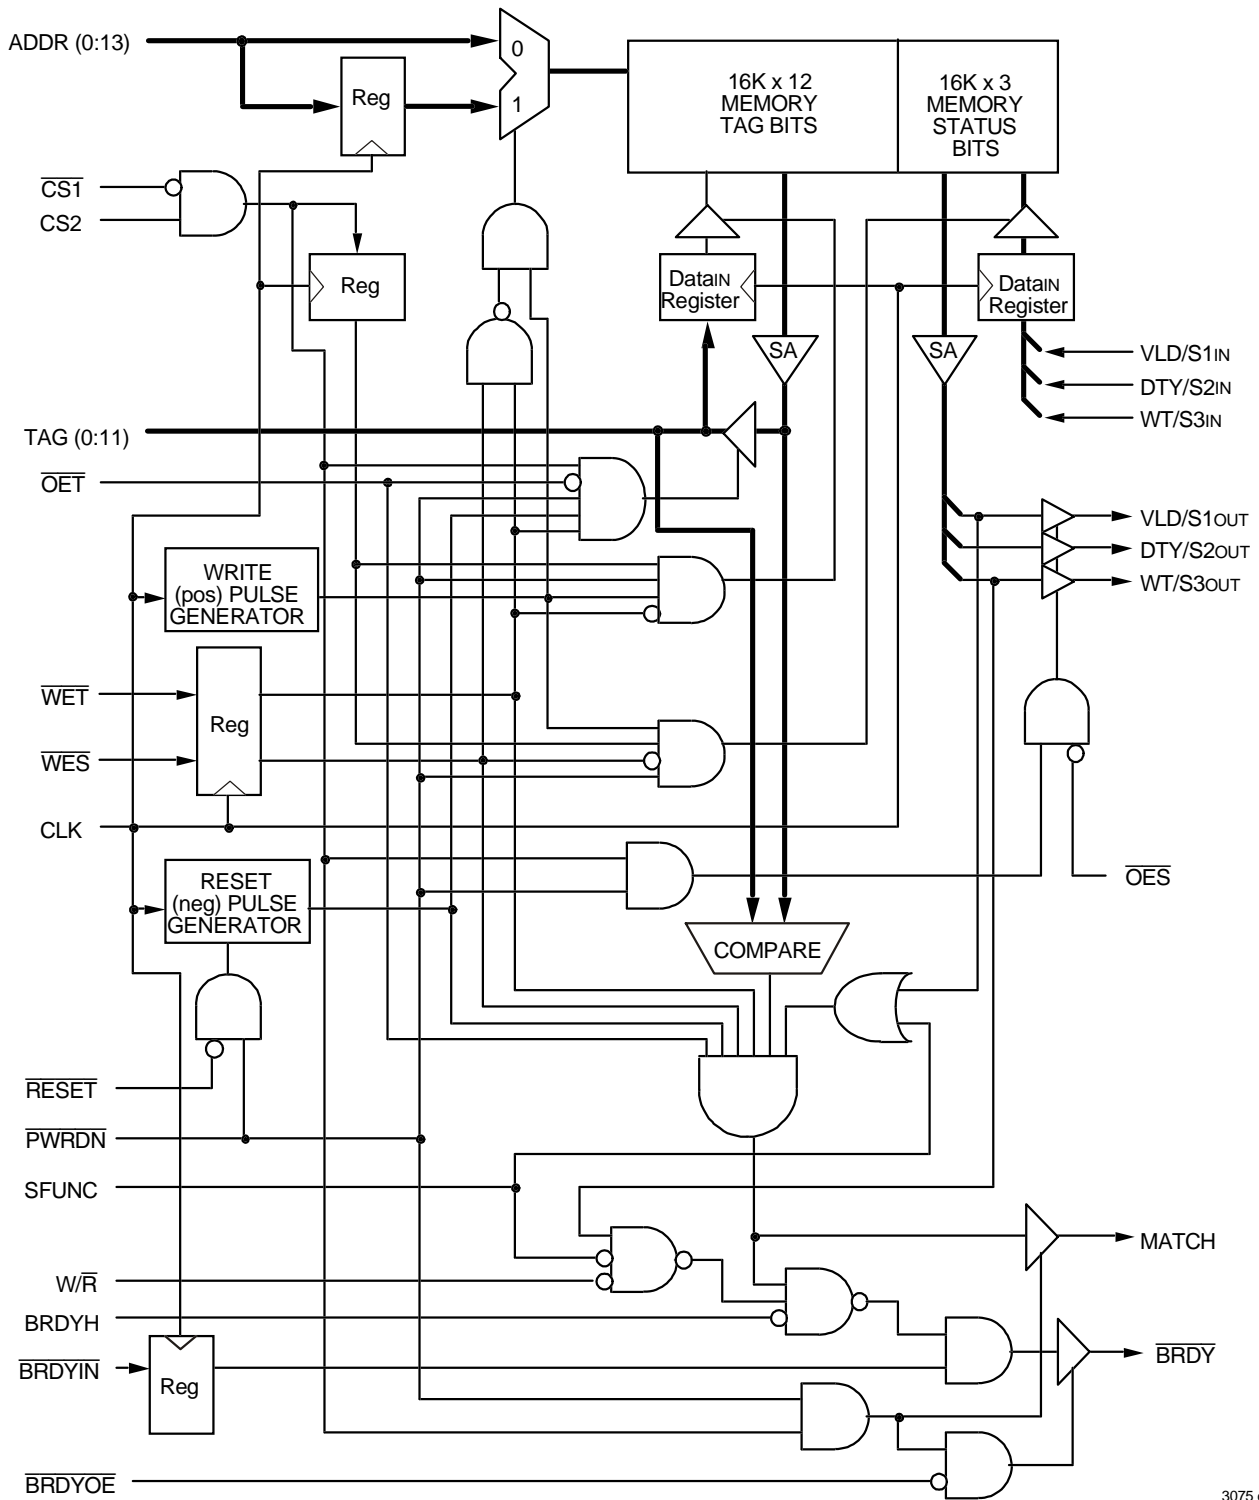 ADDR (0:13)
0
1
Reg
16K x 12
MEMORY
TAG BITS
16K x 3
MEMORY
STATUS
BITS
CS1
CS2
Reg
DataIN
Register
DataIN
Register
SA
SA
VLD/S1IN
DTY/S2IN
WT/S3IN
TAG (0:11)
OET
VLD/S1OUT
DTY/S2OUT
WT/S3OUT
WRITE
(pos) PULSE
GENERATOR
WET
Reg
WES
CLK
RESET
(neg) PULSE
GENERATOR
OES
COMPARE
RESET
PWRDN
SFUNC
MATCH
W/R
BRDYH
BRDYIN
Reg
BRDY
BRDYOE
3075